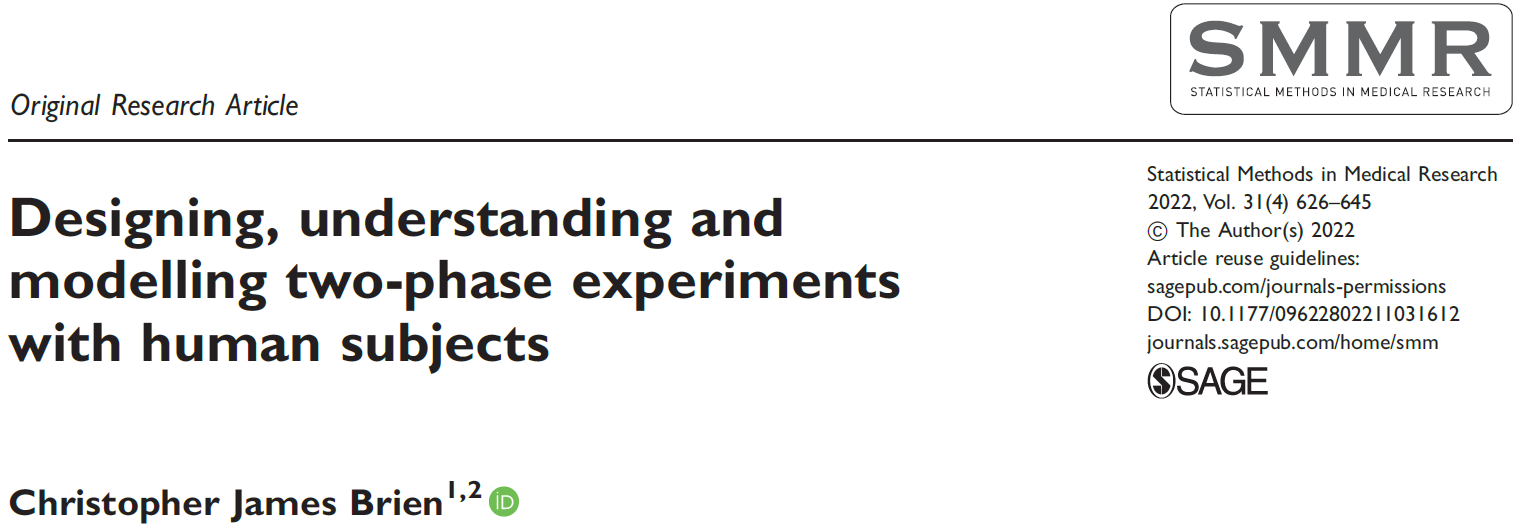 SMMR
STATISTICAL METHODS IN MEDICAL RESEARCH
Original Research Article
Statistical Methods in Medical Research
2022, Vol. 31(4) 626–645
© The Author(s) 2022
Article reuse guidelines:
sagepub.com/journals-permissions
DOI: 10.1177/09622802211031612
journals.sagepub.com/home/smm
SSAGE
Designing, understanding and
modelling two-phase experiments
with human subjects
Christopher James Brien1,2 iD